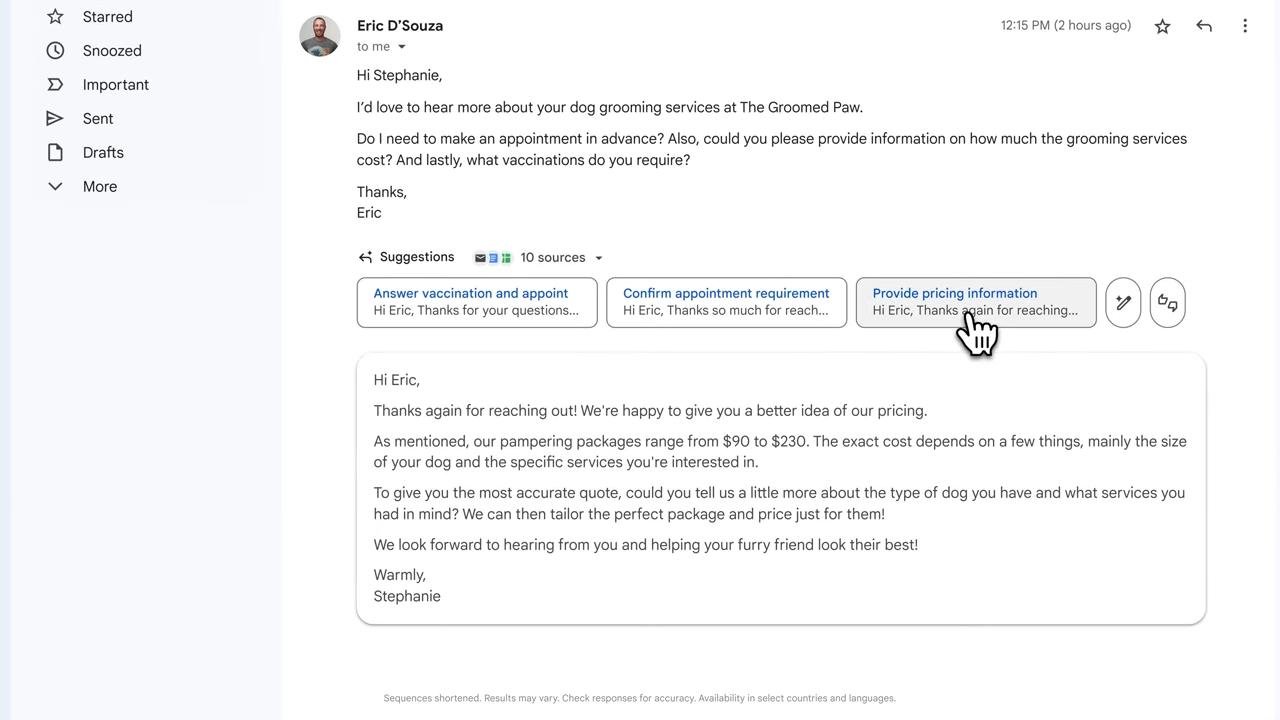 Starred
Snoozed
Important
Sent
Drafts
More
Eric D’Souza
12:15 PM (2 hours ago)
to me
Hi Stephanie,
I’d love to hear more about your dog grooming services at The Groomed Paw.
Do I need to make an appointment in advance? Also, could you please provide information on how much the grooming services
cost? And lastly, what vaccinations do you require?
Thanks,
Eric
Suggestions
10 sources
Answer vaccination and appoint
Hi Eric, Thanks for your questions...
Confirm appointment requirement
Hi Eric, Thanks so much for reach...
Provide pricing information
Hi Eric, Thanks again for reaching...
Hi Eric,
Thanks again for reaching out! We're happy to give you a better idea of our pricing.
As mentioned, our pampering packages range from $90 to $230. The exact cost depends on a few things, mainly the size
of your dog and the specific services you're interested in.
To give you the most accurate quote, could you tell us a little more about the type of dog you have and what services you
had in mind? We can then tailor the perfect package and price just for them!
We look forward to hearing from you and helping your furry friend look their best!
Warmly,
Stephanie
Sequences shortened. Results may vary. Check responses for accuracy. Availability in select countries and languages.